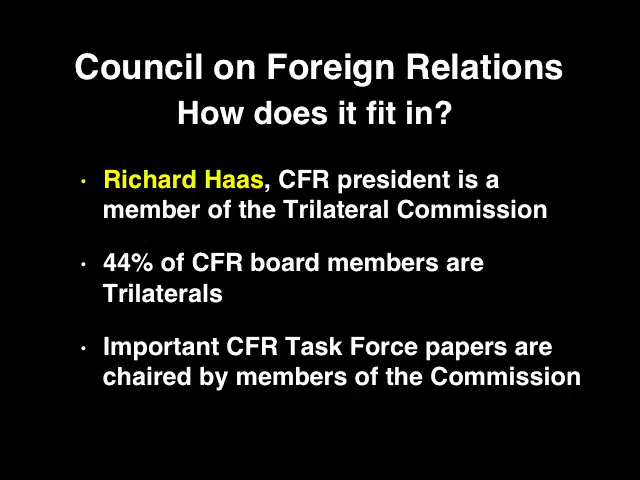 Council on Foreign Relations
How does it fit in?
• Richard Haas, CFR president is a
member of the Trilateral Commission
• 44% of CFR board members are
Trilaterals
• Important CFR Task Force papers are
chaired by members of the Commission